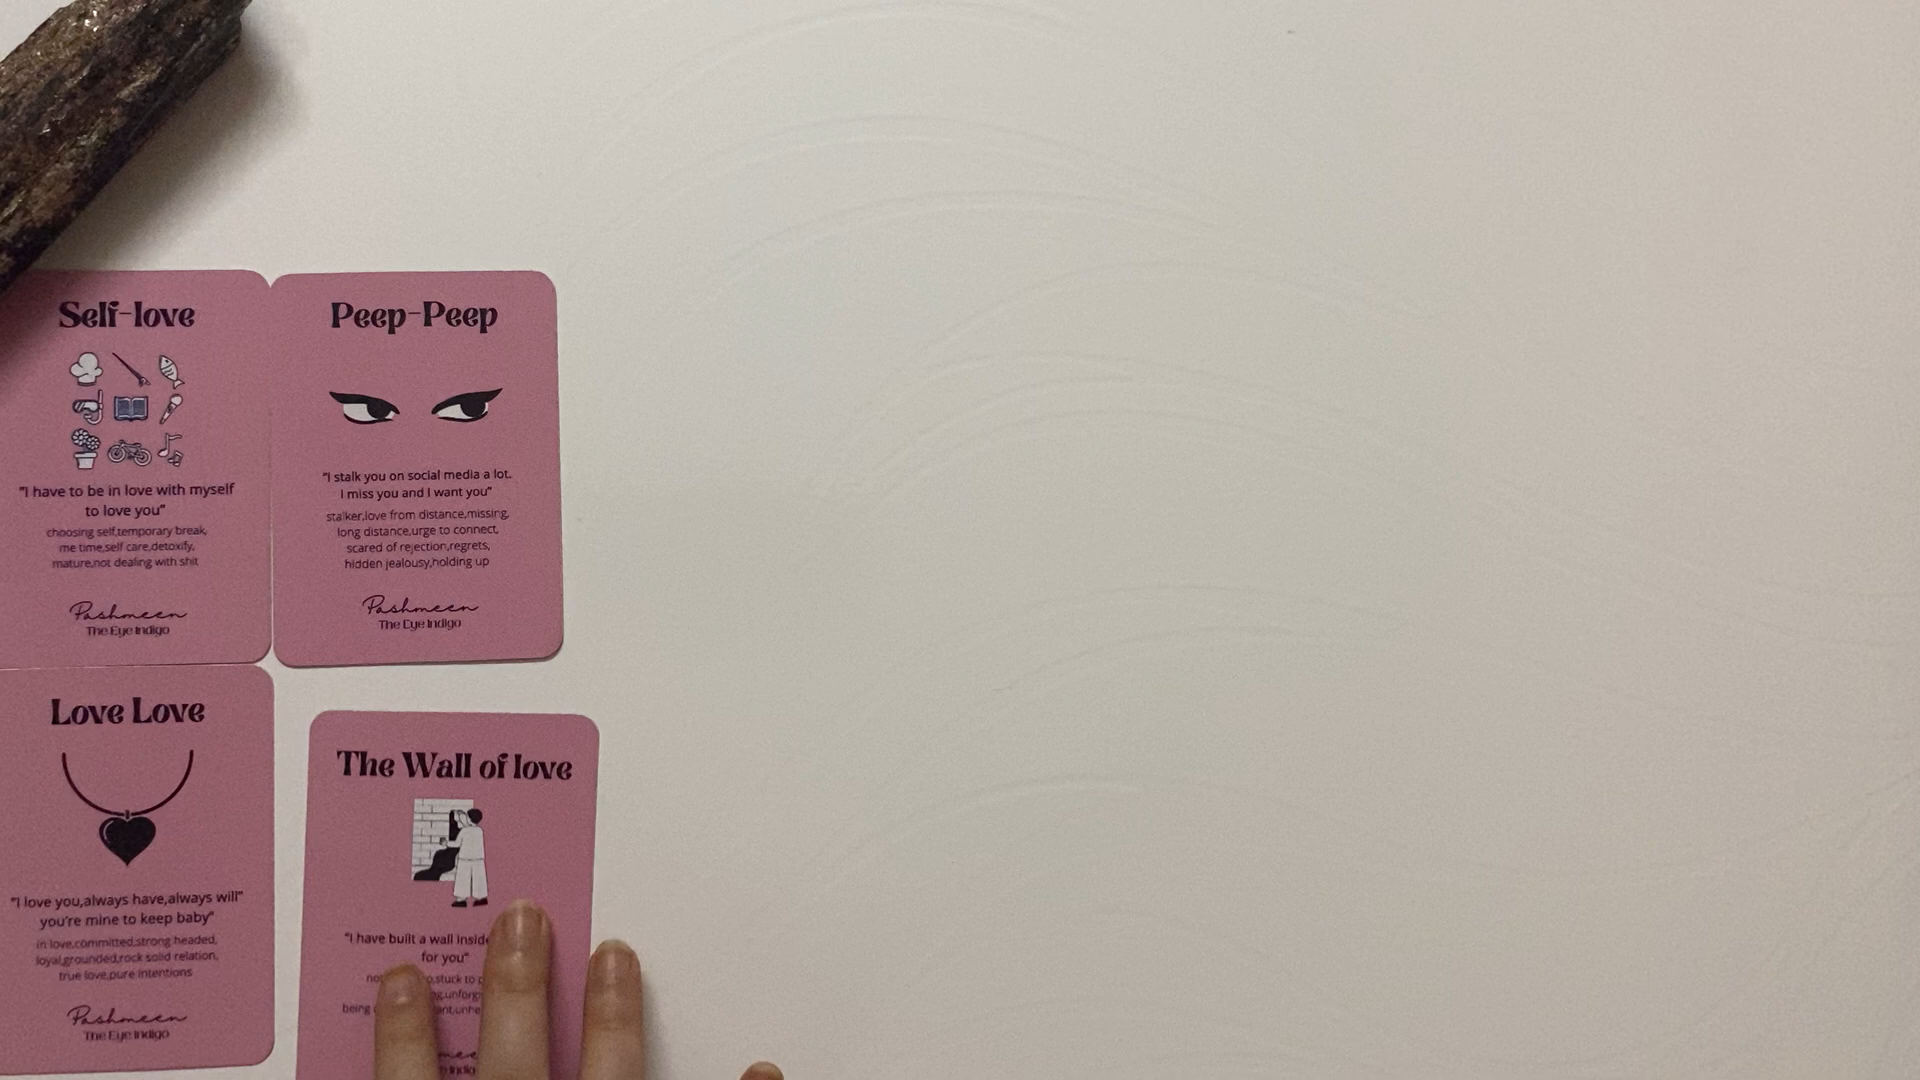 Self-love
"I have to be in love with myself
to love you"
choosing self,temporary break,
me time,self care,detoxify,
mature,not dealing with shit
Pashmeen
The Eye Indigo
Peep-Peep
"I stalk you on social media a lot.
I miss you and I want you"
stalker,love from distance,missing,
long distance,urge to connect,
scared of rejection,regrets,
hidden jealousy,holding up
Pashmeen
The Eye Indigo
Love Love
"I love you,always have,always will"
you're mine to keep baby"
in love,committed,strong headed,
loyal,grounded,rock solid relation,
true love,pure intentions
Pashmeen
The Eye Indigo
The Wall of love
"I have built a wall inside
for you"
stuck to
being